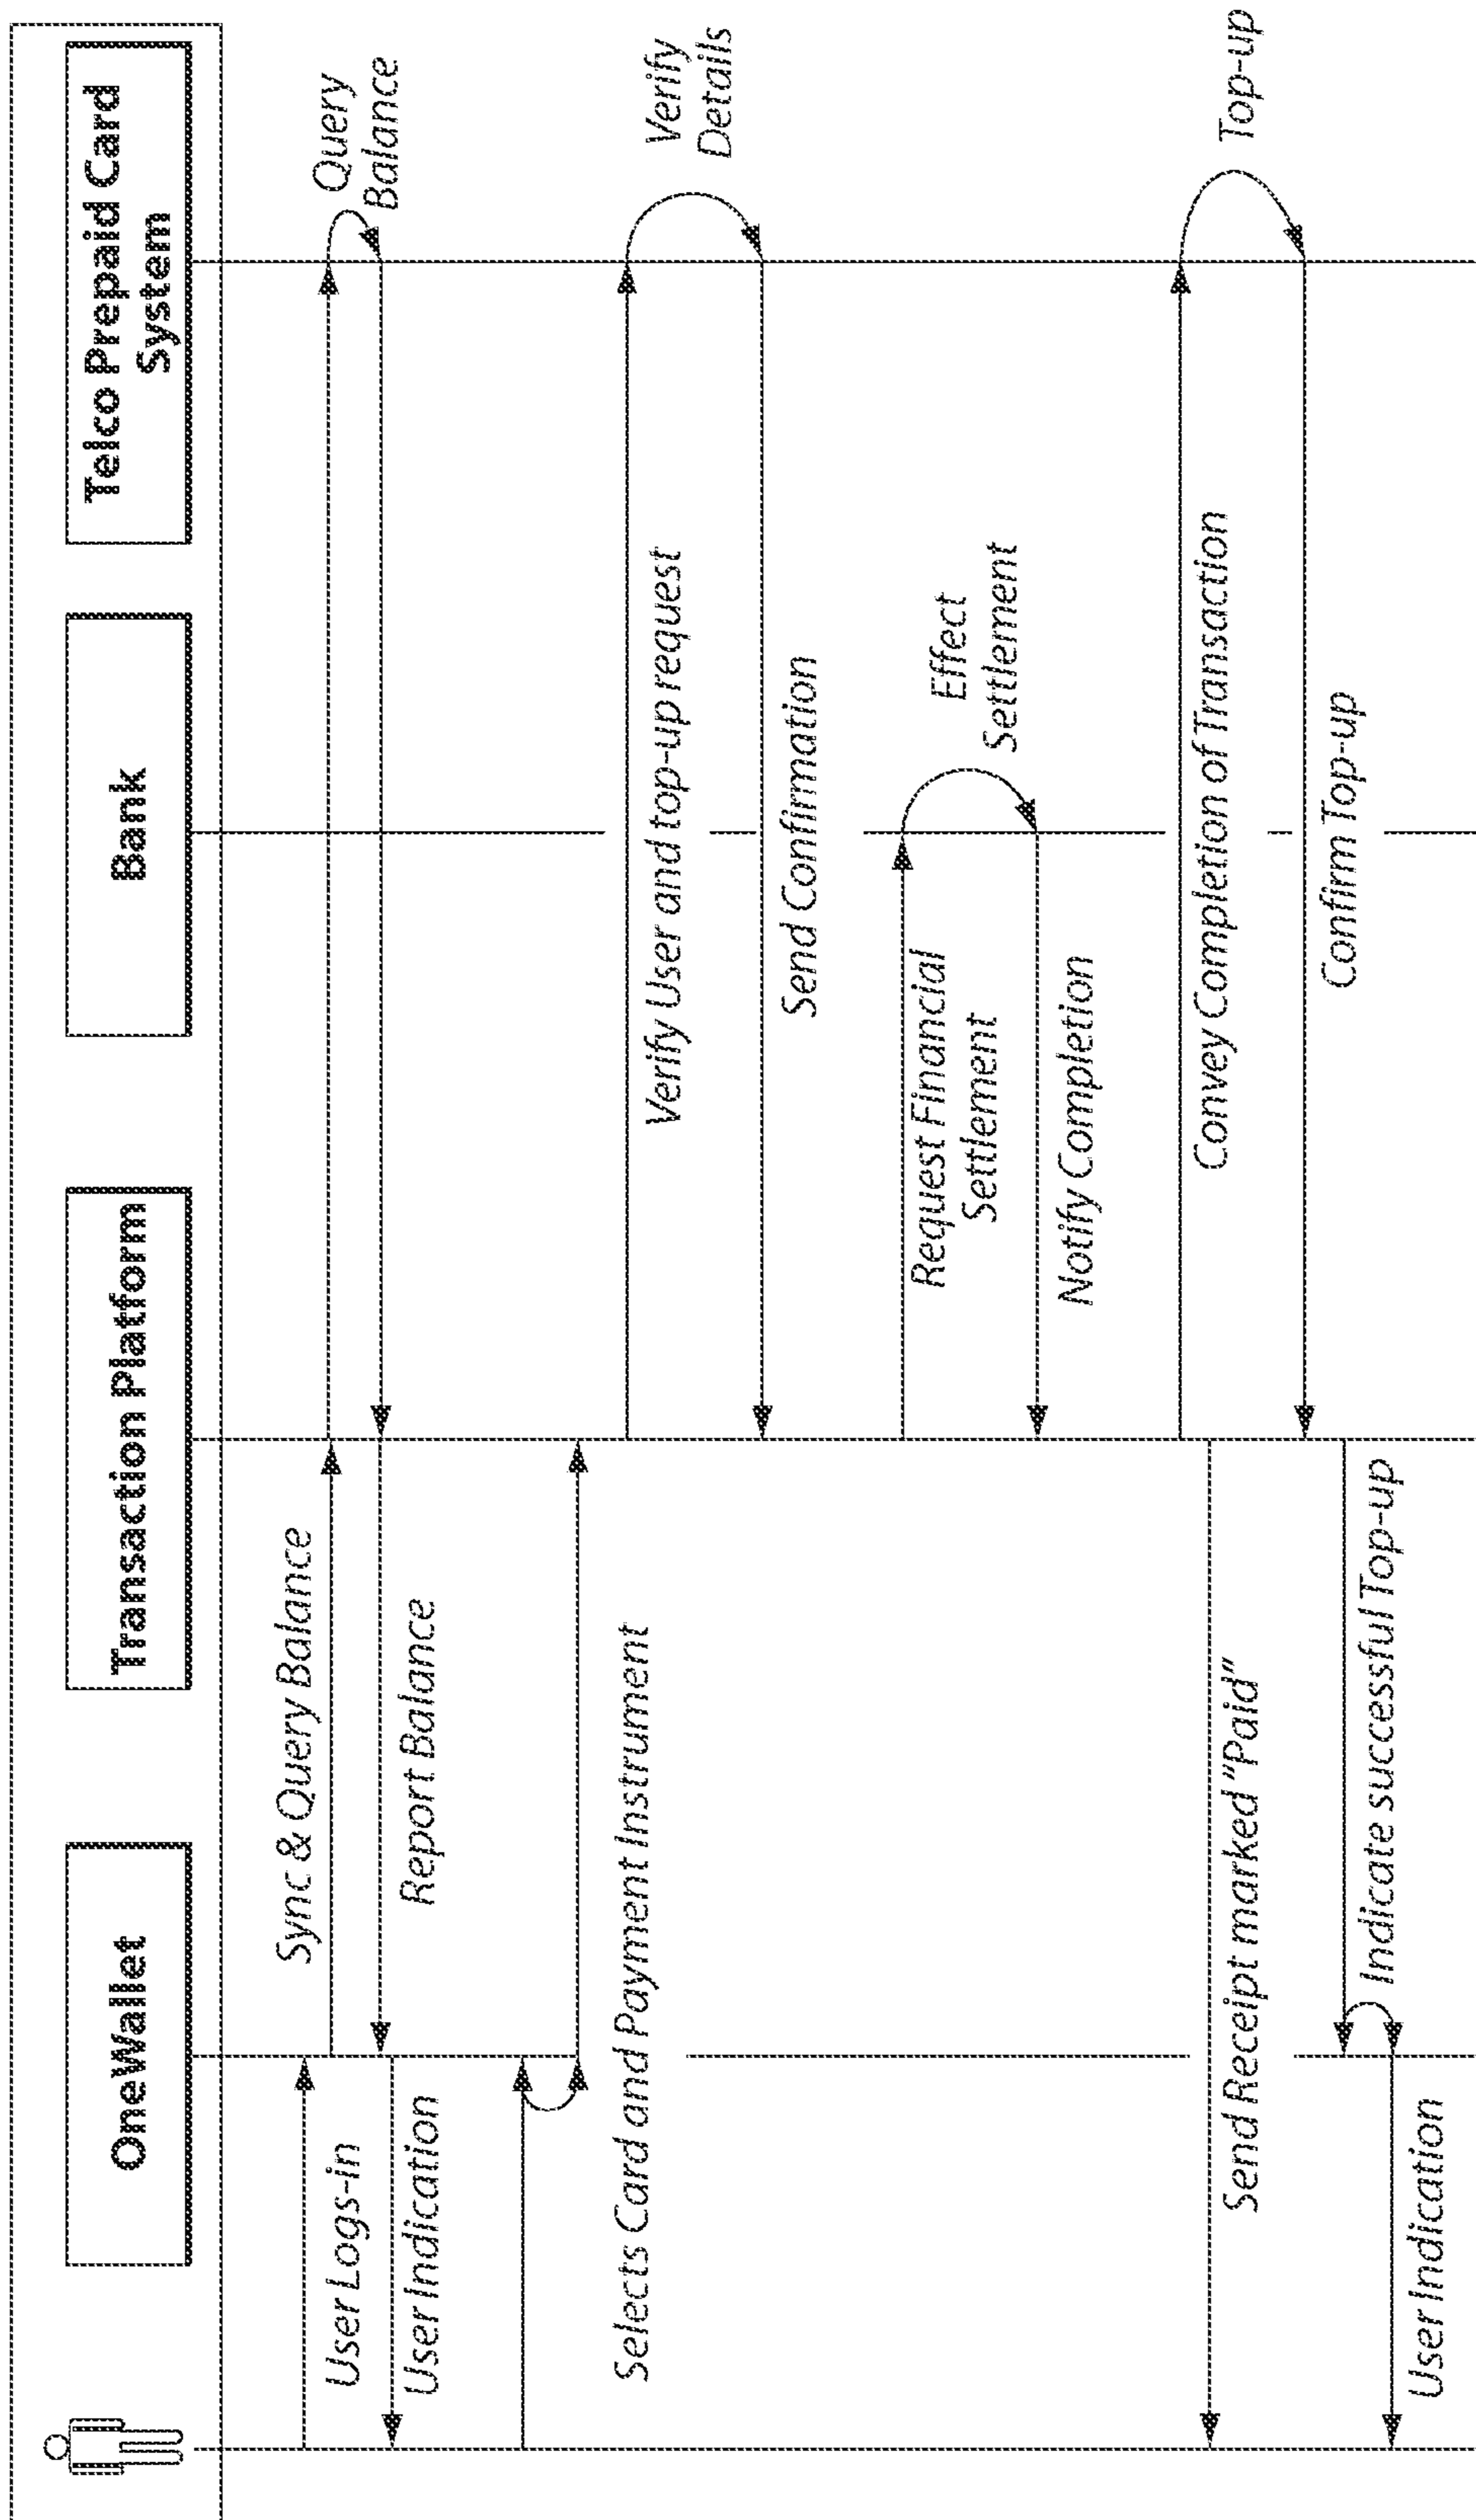 OneWallet
Transaction Platform
Bank
Telco Prepaid Card
System
User Logs-in
Sync & Query Balance
Query
Balance
Report Balance
User Indication
Selects Card and Payment Instrument
Verify User and top-up request
Verify
Details
Send Confirmation
Request Financial
Settlement
Effect
Settlement
Notify Completion
Convey Completion of Transaction
Top-up
Send Receipt marked "Paid"
Confirm Top-up
Indicate successful Top-up
User Indication